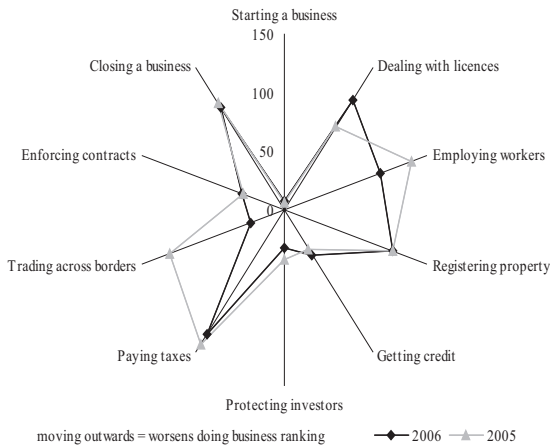 Starting a business
150
Closing a business
Dealing with licences
100
Enforcing contracts
50
Employing workers
0
Trading across borders
Registering property
Paying taxes
Getting credit
Protecting investors
moving outwards = worsens doing business ranking
2006
2005